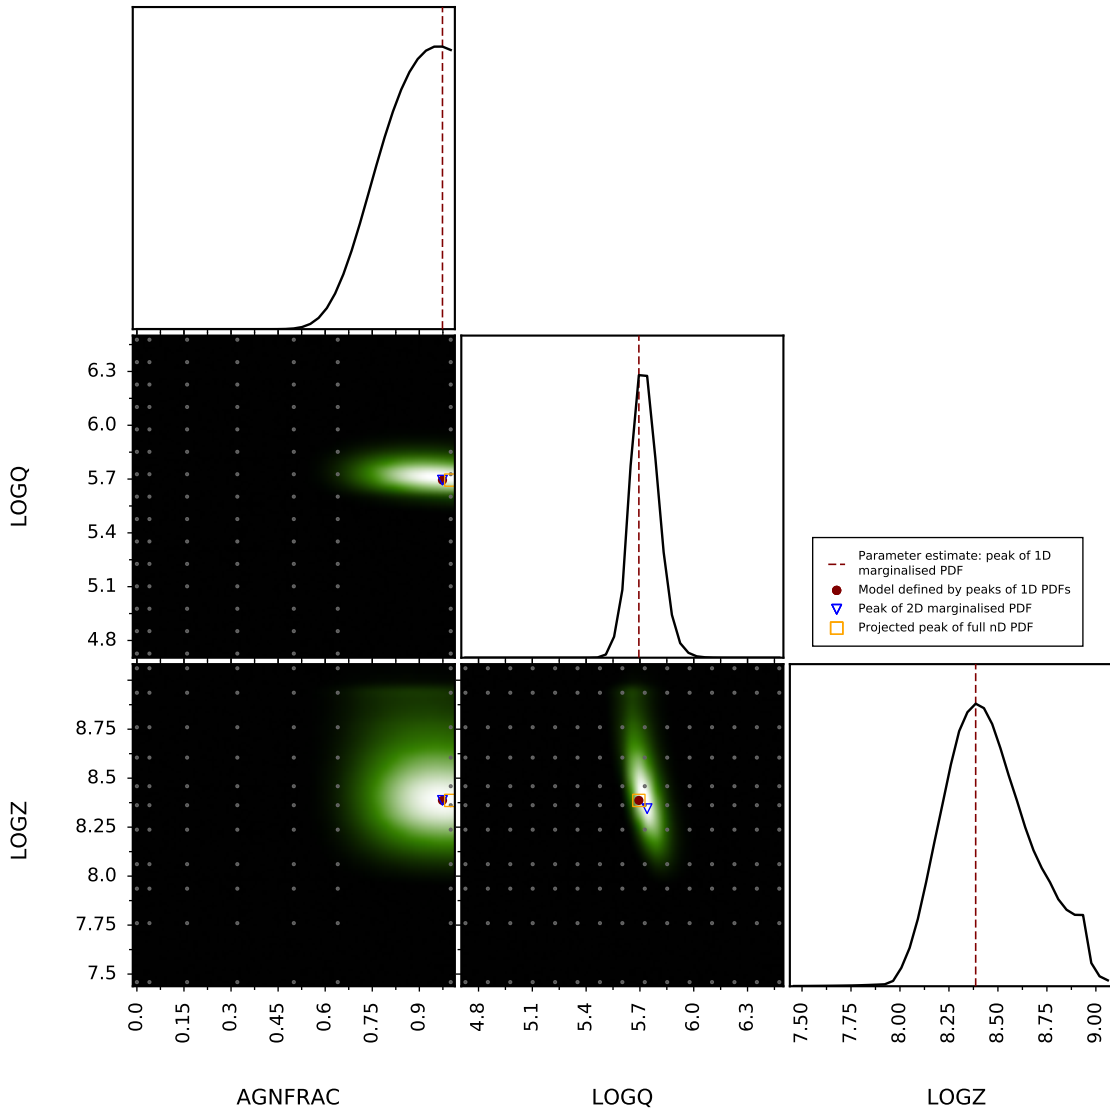 LOGQ
6.3
6.0
5.7
5.4
5.1
4.8
Parameter estimate: peak of 1D
marginalised PDF
Model defined by peaks of 1D PDFs
Peak of 2D marginalised PDF
Projected peak of full nD PDF
LOGZ
8.75
8.5
8.25
8.0
7.75
7.5
0.0 0.15 0.3 0.45 0.6 0.75 0.9
4.8 5.1 5.4 5.7 6.0 6.3
7.50 7.75 8.00 8.25 8.50 8.75 9.00
AGNFRAC
LOGQ
LOGZ